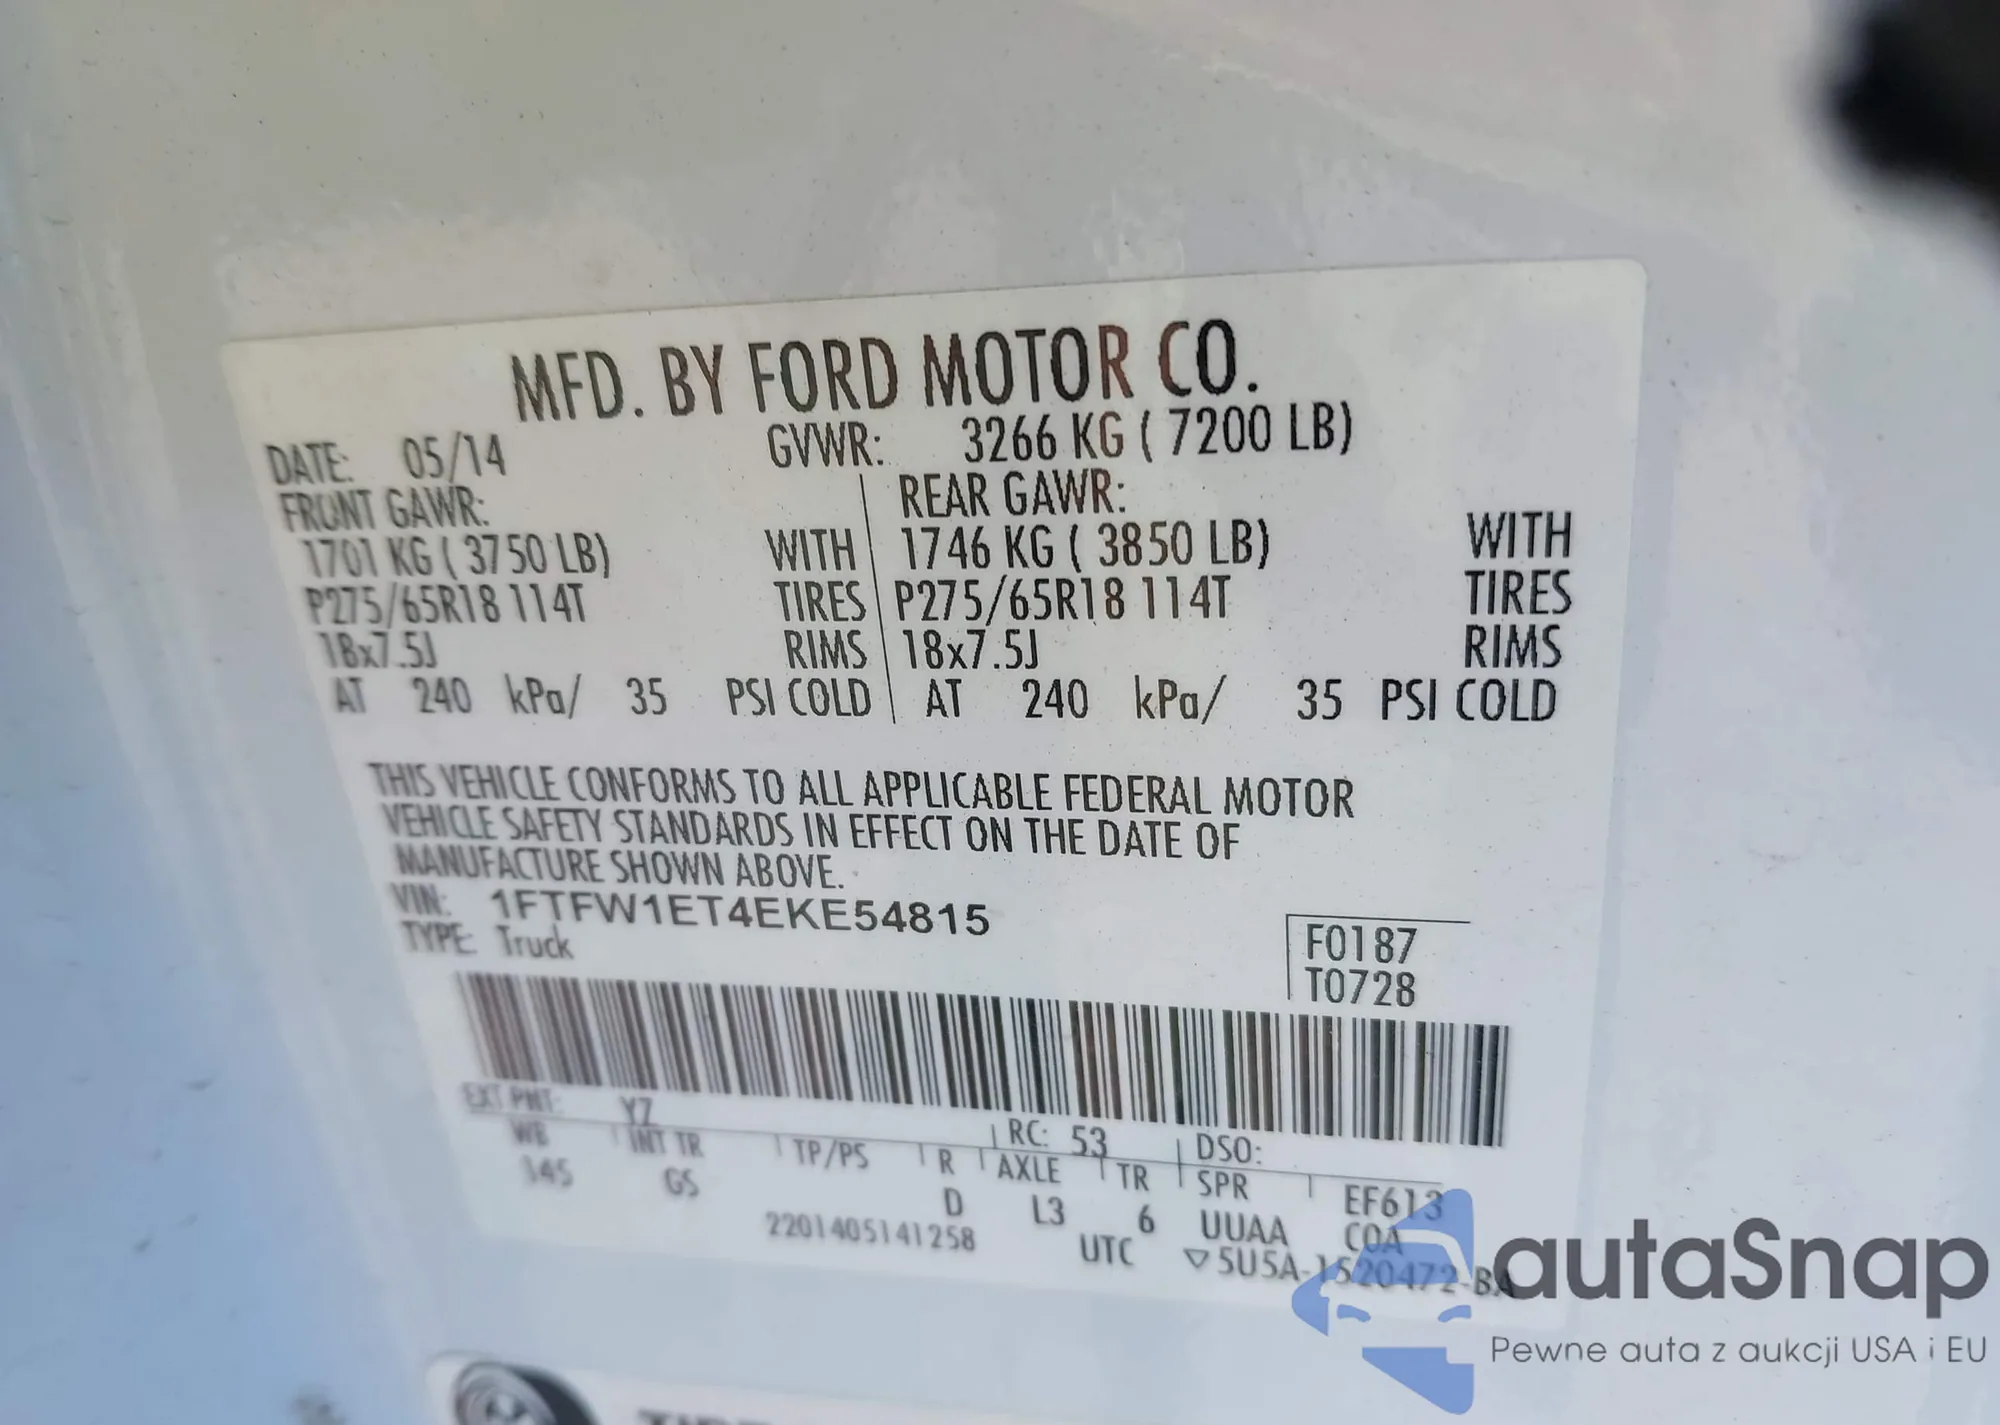 MFD. BY FORD MOTOR CO.
DATE: 05/14 GVWR: 3266 KG ( 7200 LB)
FRONT GAWR: REAR GAWR:
1701 KG ( 3750 LB) WITH 1746 KG ( 3850 LB) WITH
P275/65R18 114T TIRES P275/65R18 114T TIRES
18x7.5J RIMS 18x7.5J RIMS
AT 240 kPa/ 35 PSI COLD AT 240 kPa/ 35 PSI COLD
THIS VEHICLE CONFORMS TO ALL APPLICABLE FEDERAL MOTOR
VEHICLE SAFETY STANDARDS IN EFFECT ON THE DATE OF
MANUFACTURE SHOWN ABOVE.
VIN: 1FTFW1ET4EKE54815
TYPE: Truck
F0187
T0728
EXT PNT: YZ RC: 53 DSO:
WB INT TR TP/PS R AXLE TR SPR EF613
145 GS D L3 6 UUAA COA
2201405141258 UTC ▽5U5A-1520472-BA
autaSnap
Pewne auta z aukcji USA i EU